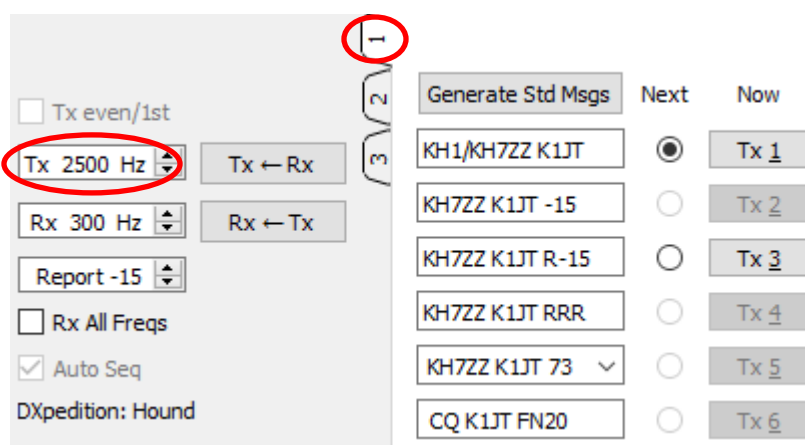 1
2
3
Tx even/1st
Tx 2500 Hz
Tx ← Rx
Rx 300 Hz
Rx ← Tx
Report -15
Rx All Freqs
Auto Seq
DXpedition: Hound
Generate Std Msgs Next Now
KH1/KH7ZZ K1JT Tx 1
KH7ZZ K1JT -15 Tx 2
KH7ZZ K1JT R-15 Tx 3
KH7ZZ K1JT RRR Tx 4
KH7ZZ K1JT 73 Tx 5
CQ K1JT FN20 Tx 6